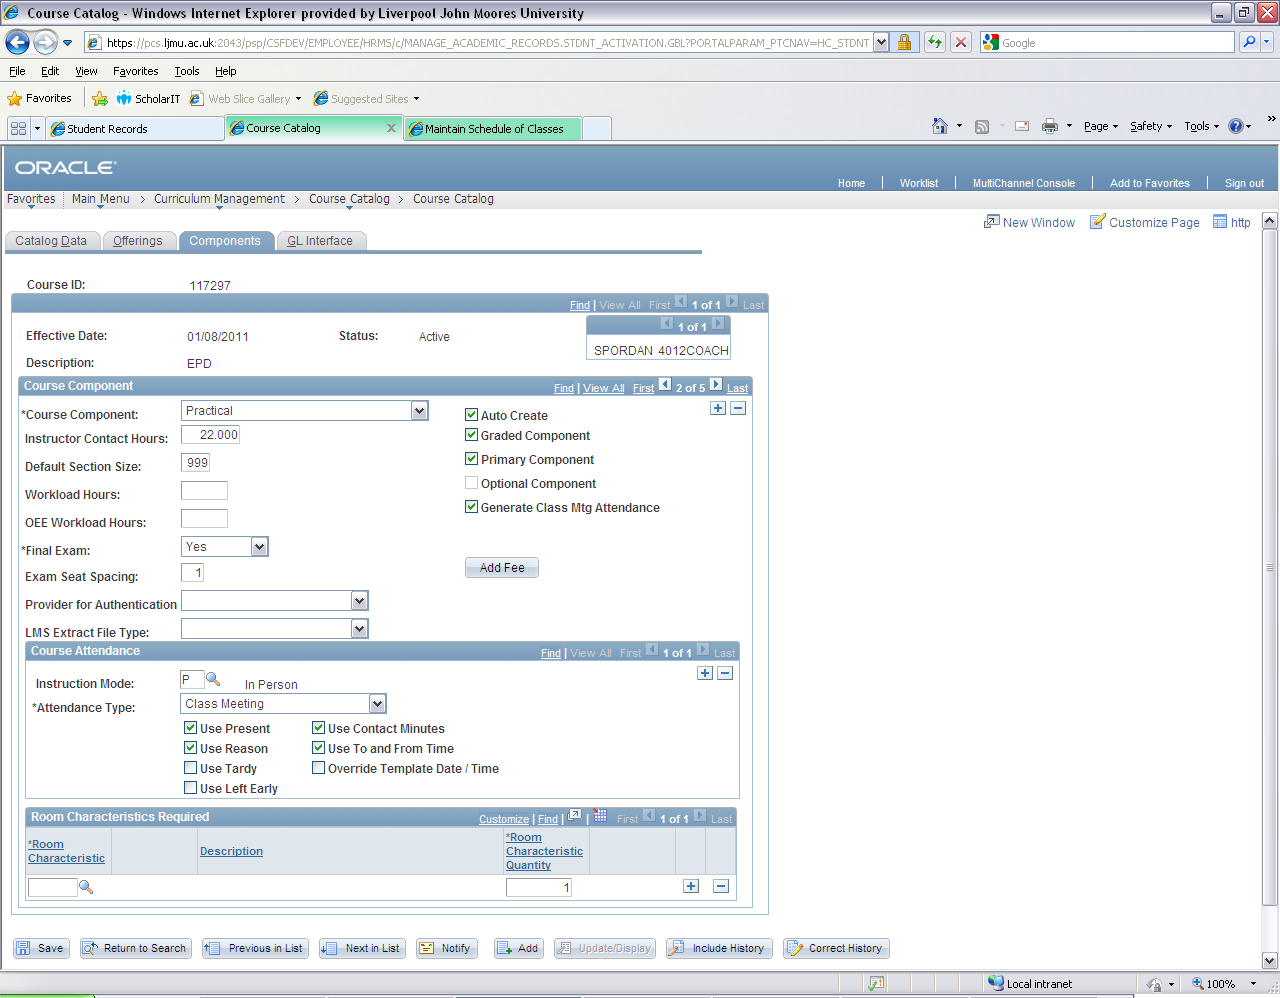 Course Catalog - Windows Internet Explorer provided by Liverpool John Moores University
https://pcs.ljmu.ac.uk:2043/psp/CSFDEV/EMPLOYEE/HRMS/c/MANAGE_ACADEMIC_RECORDS.STDNT_ACTIVATION.GBL?PORTALPARAM_PTCNAV=HC_STDNT
Google
File Edit View Favorites Tools Help
Favorites ScholarIT Web Slice Gallery Suggested Sites
Student Records Course Catalog Maintain Schedule of Classes Page Safety Tools
ORACLE
Home Worklist MultiChannel Console Add to Favorites Sign out
Favorites Main Menu > Curriculum Management > Course Catalog > Course Catalog
New Window Customize Page http
Catalog Data Offerings Components GL Interface
Course ID: 117297
Find | View All First 1 of 1 Last
Effective Date: 01/08/2011 Status: Active 1 of 1
SPORDAN 4012COACH
Description: EPD
Course Component Find | View All First 2 of 5 Last
*Course Component: Practical Auto Create
Instructor Contact Hours: 22.000 Graded Component
Default Section Size: 999 Primary Component
Workload Hours: Optional Component
OEE Workload Hours: Generate Class Mtg Attendance
*Final Exam: Yes
Exam Seat Spacing: 1 Add Fee
Provider for Authentication
LMS Extract File Type:
Course Attendance Find | View All First 1 of 1 Last
Instruction Mode: P In Person
*Attendance Type: Class Meeting
Use Present Use Contact Minutes
Use Reason Use To and From Time
Use Tardy Override Template Date / Time
Use Left Early
Room Characteristics Required Customize | Find | | First 1 of 1 Last
*Room Characteristic Description *Room Characteristic Quantity
1
Save Return to Search Previous in List Next in List Notify Add Update/Display Include History Correct History
Local intranet 100%